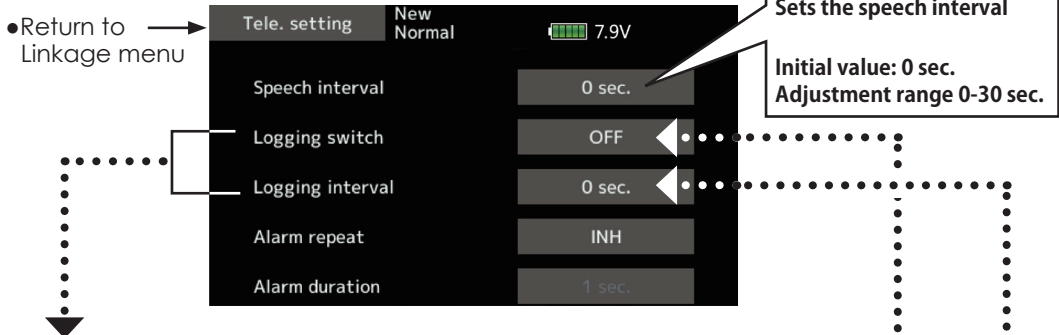 ●Return to
Linkage menu
Tele. setting
New
Normal
7.9V
Sets the speech interval
Initial value: 0 sec.
Adjustment range 0-30 sec.
Speech interval
0 sec.
Logging switch
OFF
Logging interval
0 sec.
Alarm repeat
INH
Alarm duration
1 sec.